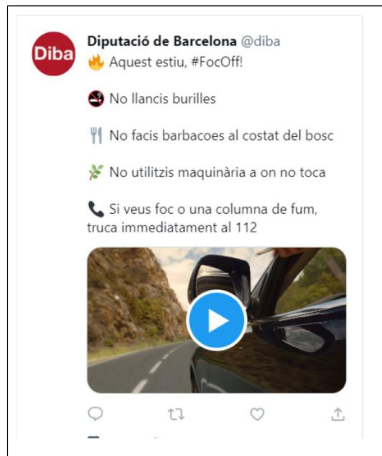 Diba
Diputació de Barcelona @diba
🔥 Aquest estiu, #FocOff!
🚭 No llancis burilles
🍴 No facis barbacoes al costat del bosc
🌿 No utilitzis maquinària a on no toca
📞 Si veus foc o una columna de fum,
truca immediatament al 112